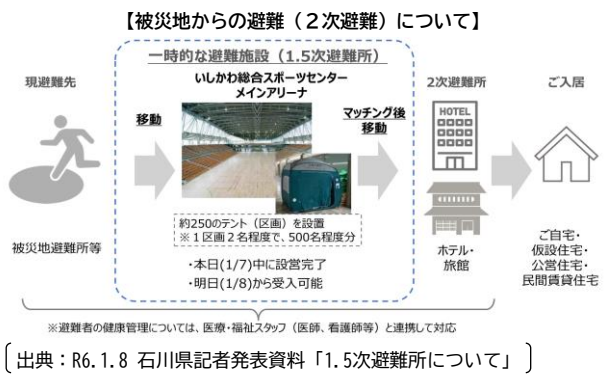 【被災地からの避難（２次避難）について】
一時的な避難施設（1.5次避難所）
現避難先
いしかわ総合スポーツセンター
メインアリーナ
2次避難所
ご入居
移動
マッチング後
移動
HOTEL
約250のテント（区画）を設置
※１区画２名程度で、500名程度分
被災地避難所等
・本日(1/7)中に設営完了
・明日(1/8)から受入可能
ホテル・
旅館
ご自宅・
仮設住宅・
公営住宅・
民間賃貸住宅
※避難者の健康管理については、医療・福祉スタッフ（医師、看護師等）と連携して対応
出典：R6.1.8 石川県記者発表資料「1.5次避難所について」